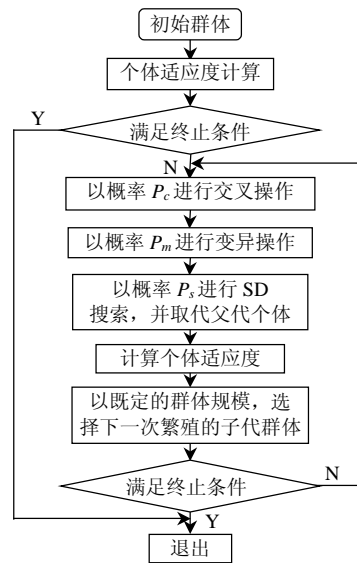 初始群体
个体适应度计算
Y
满足终止条件
N
以概率 Pc 进行交叉操作
以概率 Pm 进行变异操作
以概率 Ps 进行 SD
搜索，并取代父代个体
计算个体适应度
以既定的群体规模，选
择下一次繁殖的子代群体
满足终止条件
N
Y
退出